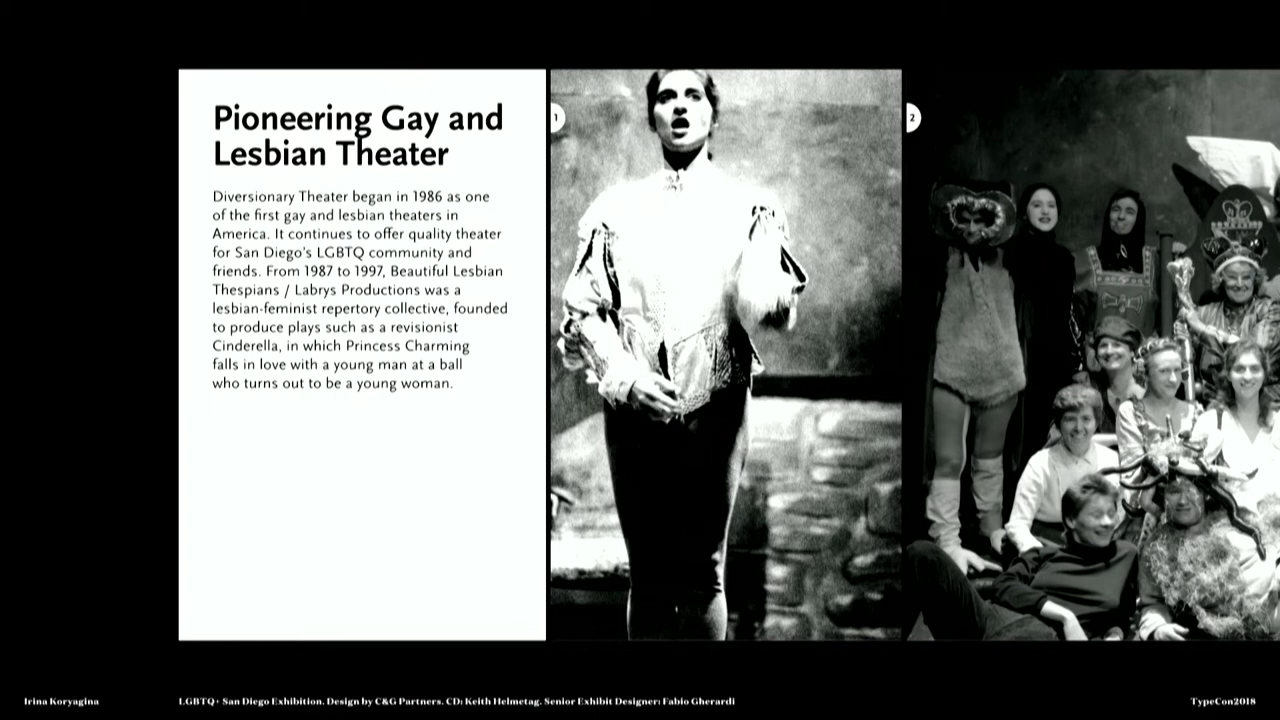 Pioneering Gay and
Lesbian Theater
Diversionary Theater began in 1986 as one
of the first gay and lesbian theaters in
America. It continues to offer quality theater
for San Diego's LGBTQ community and
friends. From 1987 to 1997, Beautiful Lesbian
Thespians / Labrys Productions was a
lesbian-feminist repertory collective, founded
to produce plays such as a revisionist
Cinderella, in which Princess Charming
falls in love with a young man at a ball
who turns out to be a young woman.
1
2
Irina Koryagina
LGBTQ+ San Diego Exhibition. Design by C&G Partners. CD: Keith Helmetag. Senior Exhibit Designer: Fabio Gherardi
TypeCon2018